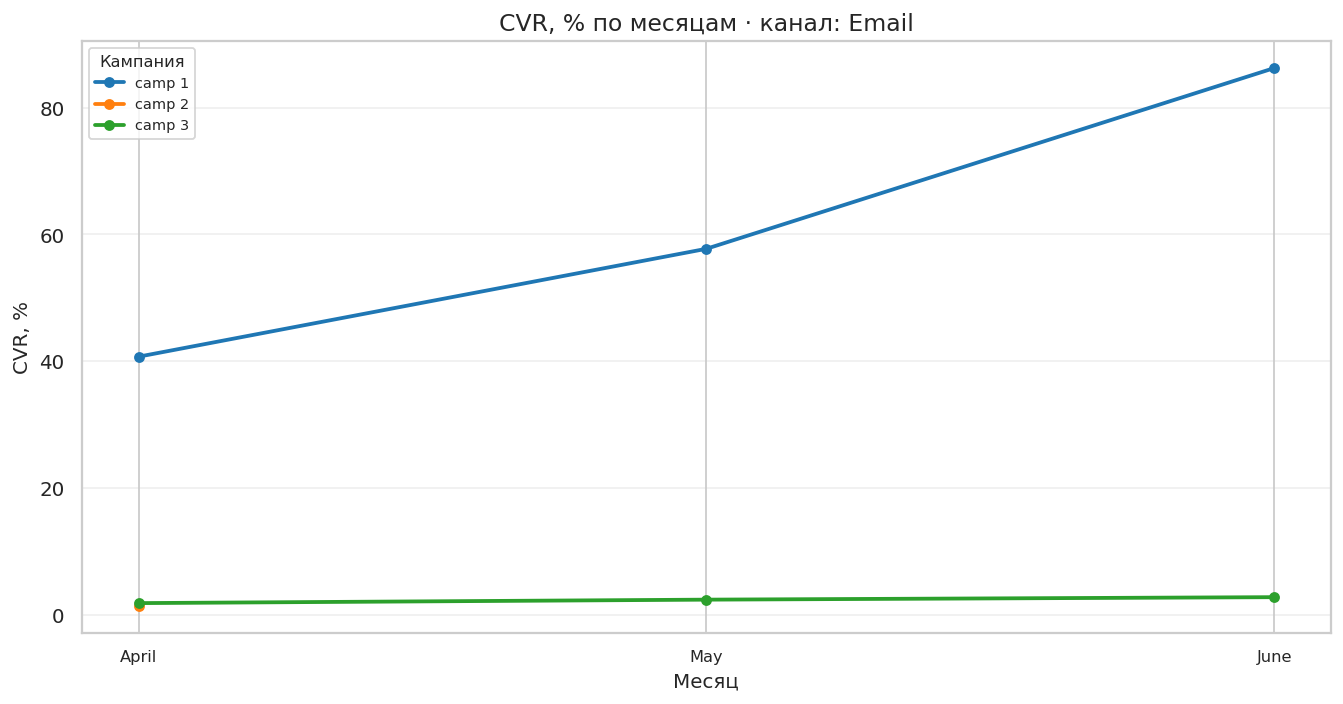 CVR, % по месяцам · канал: Email
Кампания
camp 1
camp 2
camp 3
80
60
40
20
0
CVR, %
April
May
June
Месяц